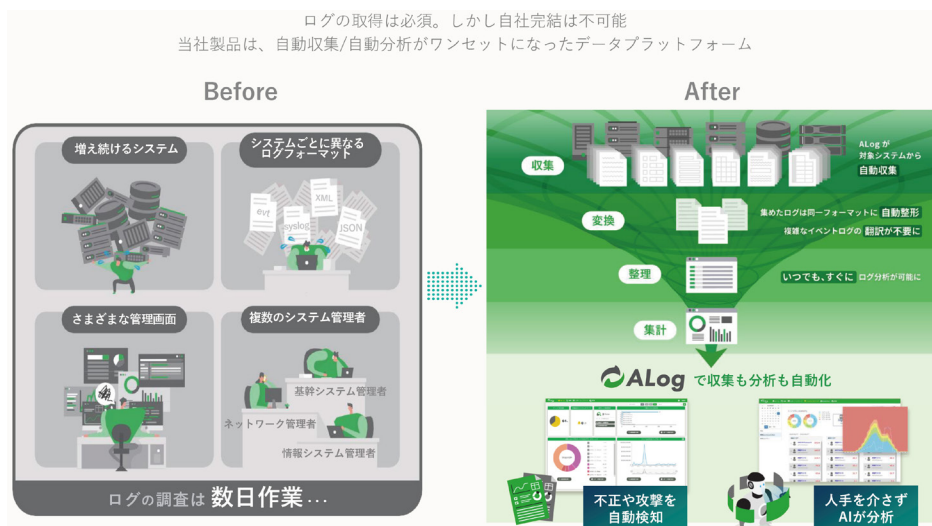 ログの取得は必須。しかし自社完結は不可能
当社製品は、自動収集/自動分析がワンセットになったデータプラットフォーム
Before
増え続けるシステム
システムごとに異なる
ログフォーマット
evt
syslog
XML
JSON
さまざまな管理画面
複数のシステム管理者
基幹システム管理者
ネットワーク管理者
情報システム管理者
ログの調査は 数日作業…
After
収集
ALog が
対象システムから
自動収集
変換
集めたログは同一フォーマットに 自動整形
複雑なイベントログの 翻訳が不要に
整理
いつでも、すぐに ログ分析が可能に
集計
ALog で収集も分析も自動化
不正や攻撃を
自動検知
人手を介さず
AIが分析